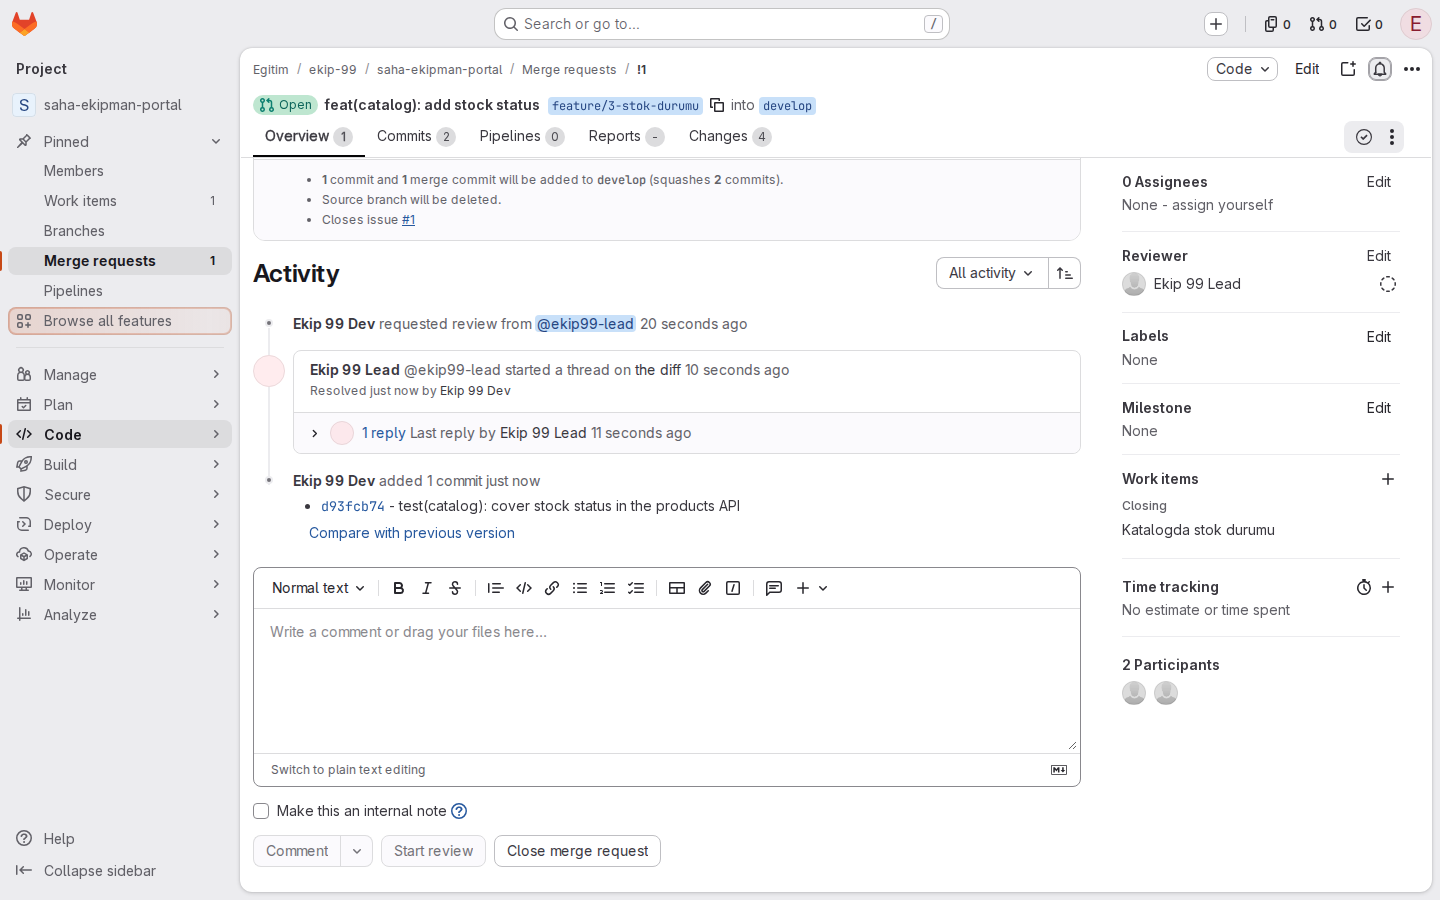 Search or go to...
/
0
0
0
E
Project
S
saha-ekipman-portal
Pinned
Members
Work items 1
Branches
Merge requests 1
Pipelines
Browse all features
Manage
Plan
Code
Build
Secure
Deploy
Operate
Monitor
Analyze
Help
Collapse sidebar
Egitim / ekip-99 / saha-ekipman-portal / Merge requests / !1
Code
Edit
Open feat(catalog): add stock status feature/3-stok-durumu into develop
Overview 1 Commits 2 Pipelines 0 Reports - Changes 4
1 commit and 1 merge commit will be added to develop (squashes 2 commits).
Source branch will be deleted.
Closes issue #1
Activity
All activity
Ekip 99 Dev requested review from @ekip99-lead 20 seconds ago
Ekip 99 Lead @ekip99-lead started a thread on the diff 10 seconds ago
Resolved just now by Ekip 99 Dev
1 reply Last reply by Ekip 99 Lead 11 seconds ago
Ekip 99 Dev added 1 commit just now
d93fcb74 - test(catalog): cover stock status in the products API
Compare with previous version
Normal text
Write a comment or drag your files here...
Switch to plain text editing
Make this an internal note
Comment
Start review
Close merge request
0 Assignees Edit
None - assign yourself
Reviewer Edit
Ekip 99 Lead
Labels Edit
None
Milestone Edit
None
Work items
Closing
Katalogda stok durumu
Time tracking
No estimate or time spent
2 Participants